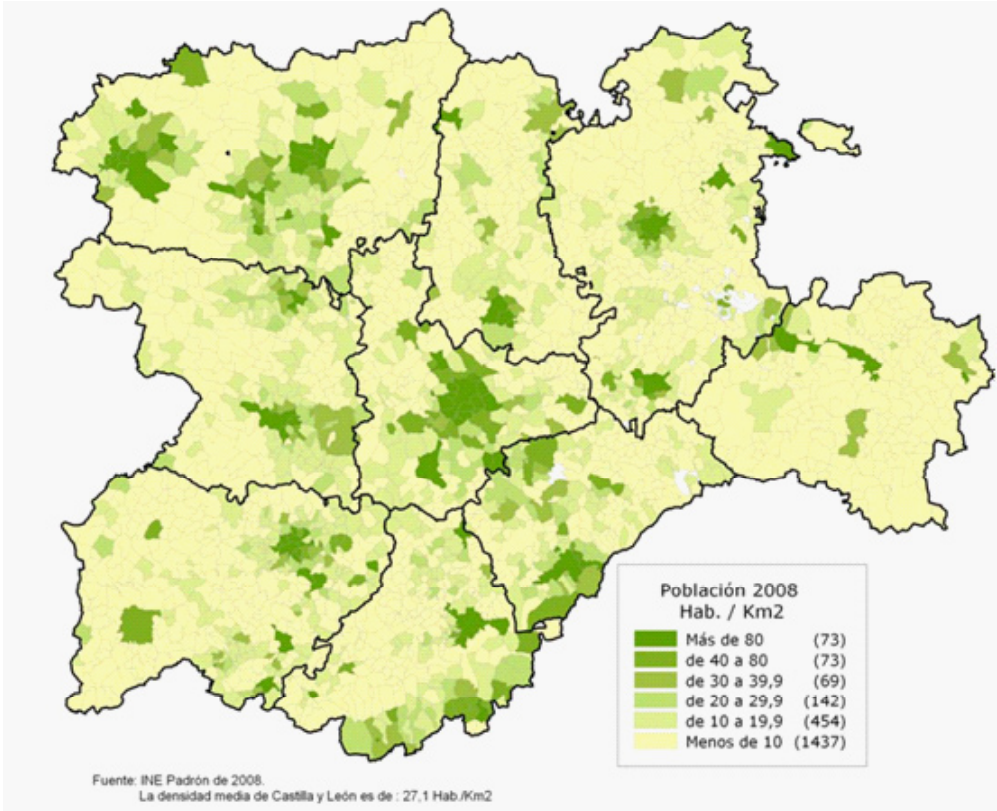 Población 2008
Hab. / Km2
Más de 80 (73)
de 40 a 80 (73)
de 30 a 39,9 (69)
de 20 a 29,9 (142)
de 10 a 19,9 (454)
Menos de 10 (1437)
Fuente: INE Padrón de 2008.
La densidad media de Castilla y León es de : 27,1 Hab./Km2